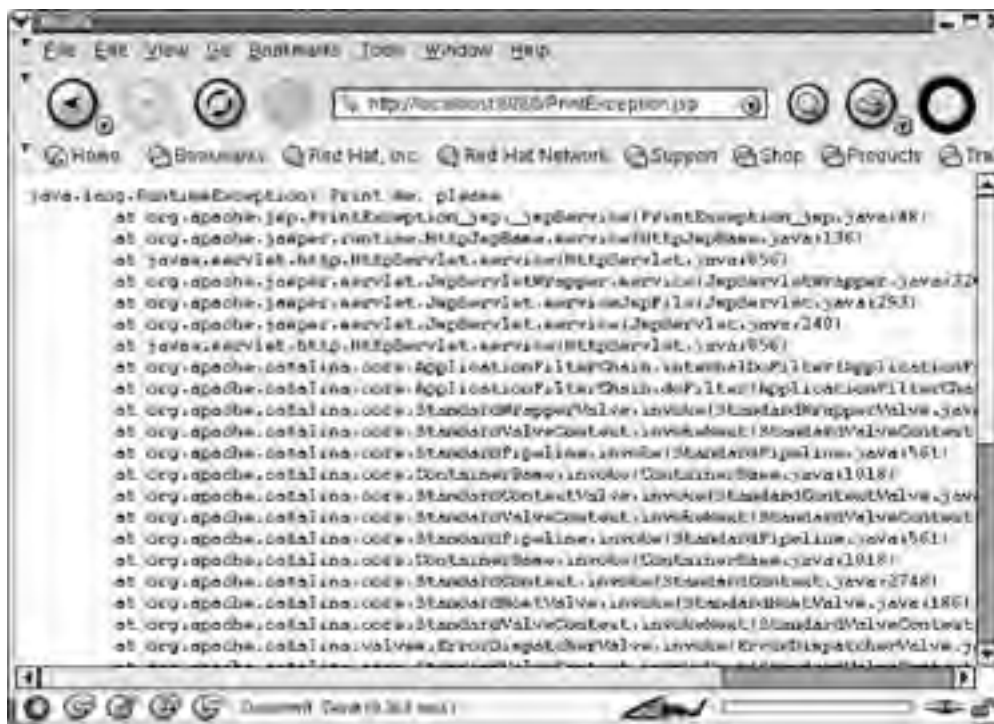 File Edit View Go Bookmarks Tools Window Help
http://localhost:8080/PrintException.jsp
Home Bookmarks Red Hat, Inc. Red Hat Network Support Shop Products Tra
java.lang.RuntimeException: Print me, please
at org.apache.jsp.PrintException_jsp._jspService(PrintException_jsp.java:48)
at org.apache.jasper.runtime.HttpJspBase.service(HttpJspBase.java:136)
at javax.servlet.http.HttpServlet.service(HttpServlet.java:856)
at org.apache.jasper.servlet.JspServletWrapper.service(JspServletWrapper.java:32
at org.apache.jasper.servlet.JspServlet.serviceJspFile(JspServlet.java:293)
at org.apache.jasper.servlet.JspServlet.service(JspServlet.java:240)
at javax.servlet.http.HttpServlet.service(HttpServlet.java:856)
at org.apache.catalina.core.ApplicationFilterChain.internalDoFilter(ApplicationF
at org.apache.catalina.core.ApplicationFilterChain.doFilter(ApplicationFilterCha
at org.apache.catalina.core.StandardWrapperValve.invoke(StandardWrapperValve.jav
at org.apache.catalina.core.StandardValveContext.invokeNext(StandardValveContext
at org.apache.catalina.core.StandardPipeline.invoke(StandardPipeline.java:561)
at org.apache.catalina.core.ContainerBase.invoke(ContainerBase.java:1018)
at org.apache.catalina.core.StandardContextValve.invoke(StandardContextValve.jav
at org.apache.catalina.core.StandardValveContext.invokeNext(StandardValveContext
at org.apache.catalina.core.StandardPipeline.invoke(StandardPipeline.java:561)
at org.apache.catalina.core.ContainerBase.invoke(ContainerBase.java:1018)
at org.apache.catalina.core.StandardContext.invoke(StandardContext.java:2748)
at org.apache.catalina.core.StandardHostValve.invoke(StandardHostValve.java:186)
at org.apache.catalina.core.StandardValveContext.invokeNext(StandardValveContext
at org.apache.catalina.valves.ErrorDispatcherValve.invoke(ErrorDispatcherValve.j
Document: Done